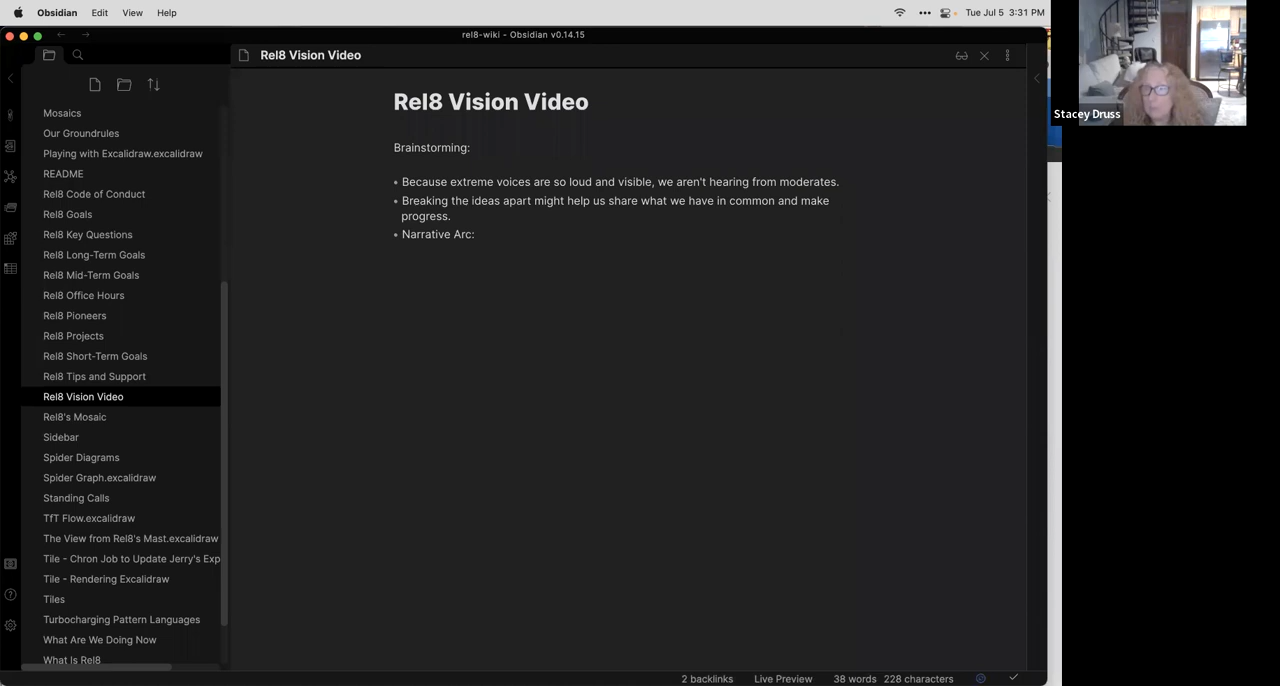 Obsidian Edit View Help
Tue Jul 5 3:31 PM
rel8-wiki - Obsidian v0.14.15
Rel8 Vision Video
Mosaics
Our Groundrules
Playing with Excalidraw.excalidraw
README
Rel8 Code of Conduct
Rel8 Goals
Rel8 Key Questions
Rel8 Long-Term Goals
Rel8 Mid-Term Goals
Rel8 Office Hours
Rel8 Pioneers
Rel8 Projects
Rel8 Short-Term Goals
Rel8 Tips and Support
Rel8 Vision Video
Rel8's Mosaic
Sidebar
Spider Diagrams
Spider Graph.excalidraw
Standing Calls
TfT Flow.excalidraw
The View from Rel8's Mast.excalidraw
Tile - Chron Job to Update Jerry's Exp
Tile - Rendering Excalidraw
Tiles
Turbocharging Pattern Languages
What Are We Doing Now
What Is Rel8
Rel8 Vision Video
Brainstorming:
• Because extreme voices are so loud and visible, we aren't hearing from moderates.
• Breaking the ideas apart might help us share what we have in common and make
progress.
• Narrative Arc:
2 backlinks Live Preview 38 words 228 characters
Stacey Druss